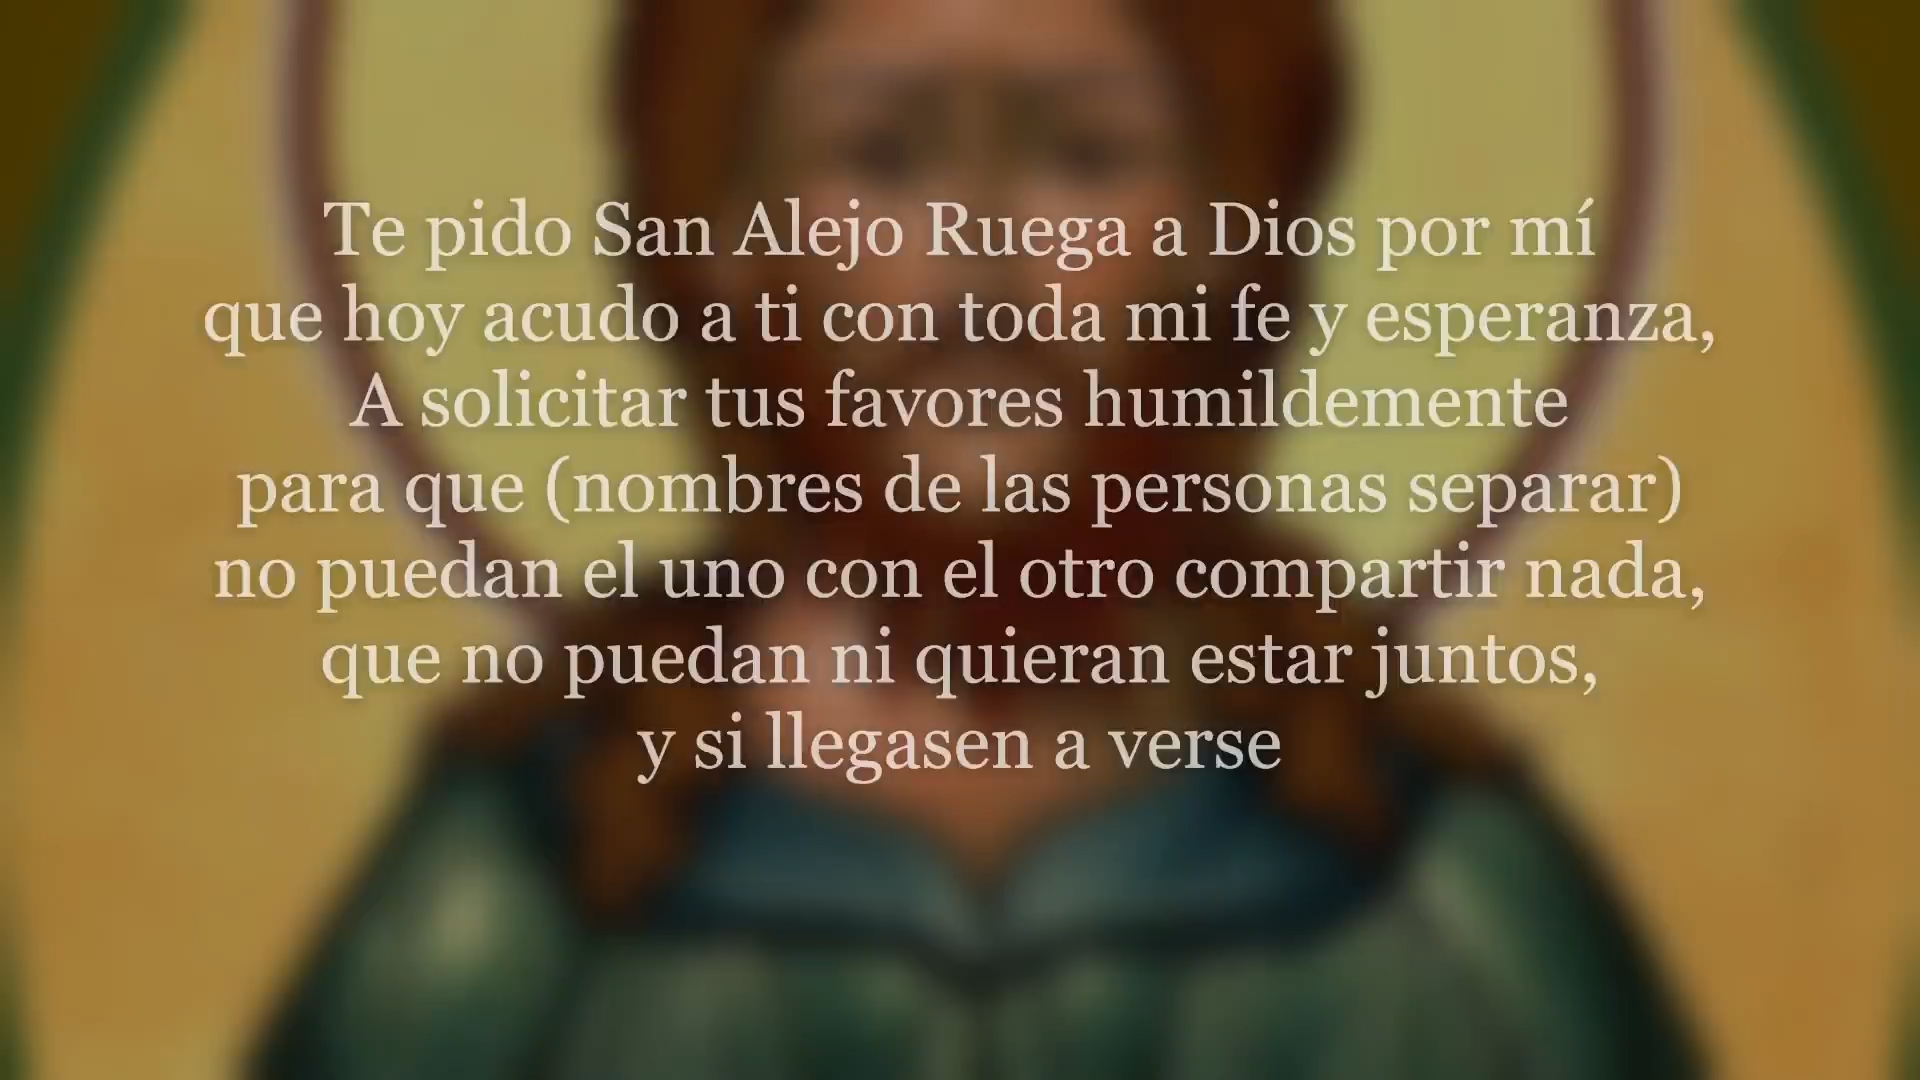 Te pido San Alejo Ruega a Dios por mí
que hoy acudo a ti con toda mi fe y esperanza,
A solicitar tus favores humildemente
para que (nombres de las personas separar)
no puedan el uno con el otro compartir nada,
que no puedan ni quieran estar juntos,
y si llegasen a verse